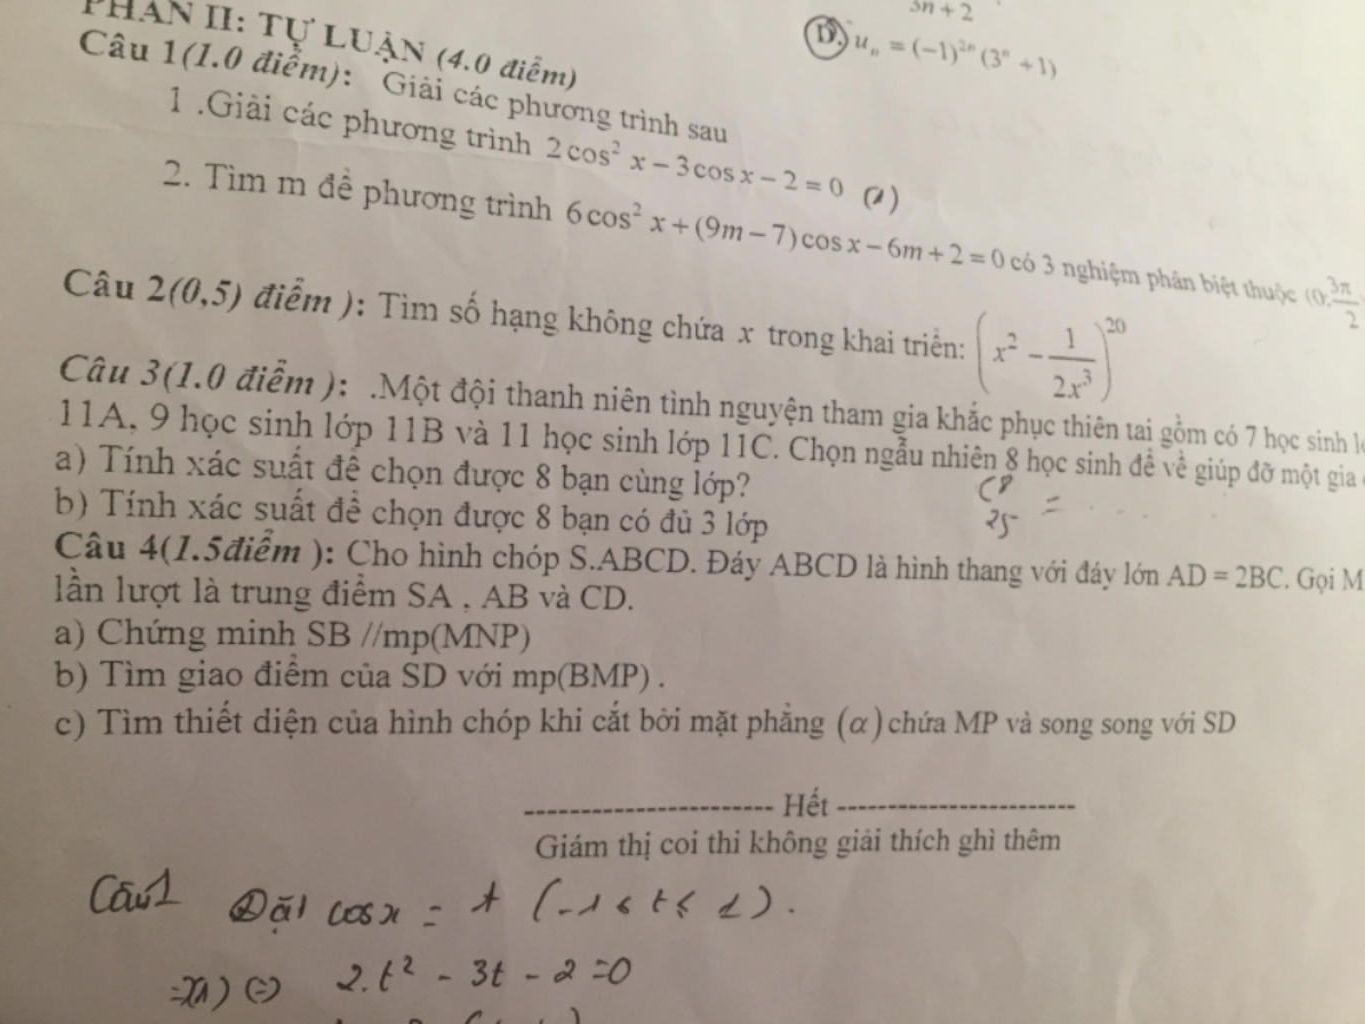 3n + 2
D. uₙ = (−1)²ⁿ (3ⁿ + 1)
PHẦN II: TỰ LUẬN (4.0 điểm)
Câu 1(1.0 điểm): Giải các phương trình sau
1 .Giải các phương trình 2cos² x − 3cos x − 2 = 0 (1)
2. Tìm m để phương trình 6cos² x + (9m − 7)cos x − 6m + 2 = 0 có 3 nghiệm phân biệt thuộc (0; 3π/2
Câu 2(0,5) điểm ): Tìm số hạng không chứa x trong khai triển: (x² − 1/2x³)²⁰
Câu 3(1.0 điểm ): .Một đội thanh niên tình nguyện tham gia khắc phục thiên tai gồm có 7 học sinh
11A, 9 học sinh lớp 11B và 11 học sinh lớp 11C. Chọn ngẫu nhiên 8 học sinh để về giúp đỡ một gia
a) Tính xác suất để chọn được 8 bạn cùng lớp?
C⁸₂₅ =
b) Tính xác suất để chọn được 8 bạn có đủ 3 lớp
Câu 4(1.5điểm ): Cho hình chóp S.ABCD. Đáy ABCD là hình thang với đáy lớn AD = 2BC. Gọi M
lần lượt là trung điểm SA , AB và CD.
a) Chứng minh SB //mp(MNP)
b) Tìm giao điểm của SD với mp(BMP) .
c) Tìm thiết diện của hình chóp khi cắt bởi mặt phẳng (α) chứa MP và song song với SD
------------------------ Hết ------------------------
Giám thị coi thi không giải thích ghì thêm
Câu 1 Đặt cosx = t (−1 ≤ t ≤ 1).
=> (1) <=> 2.t² − 3t − 2 = 0